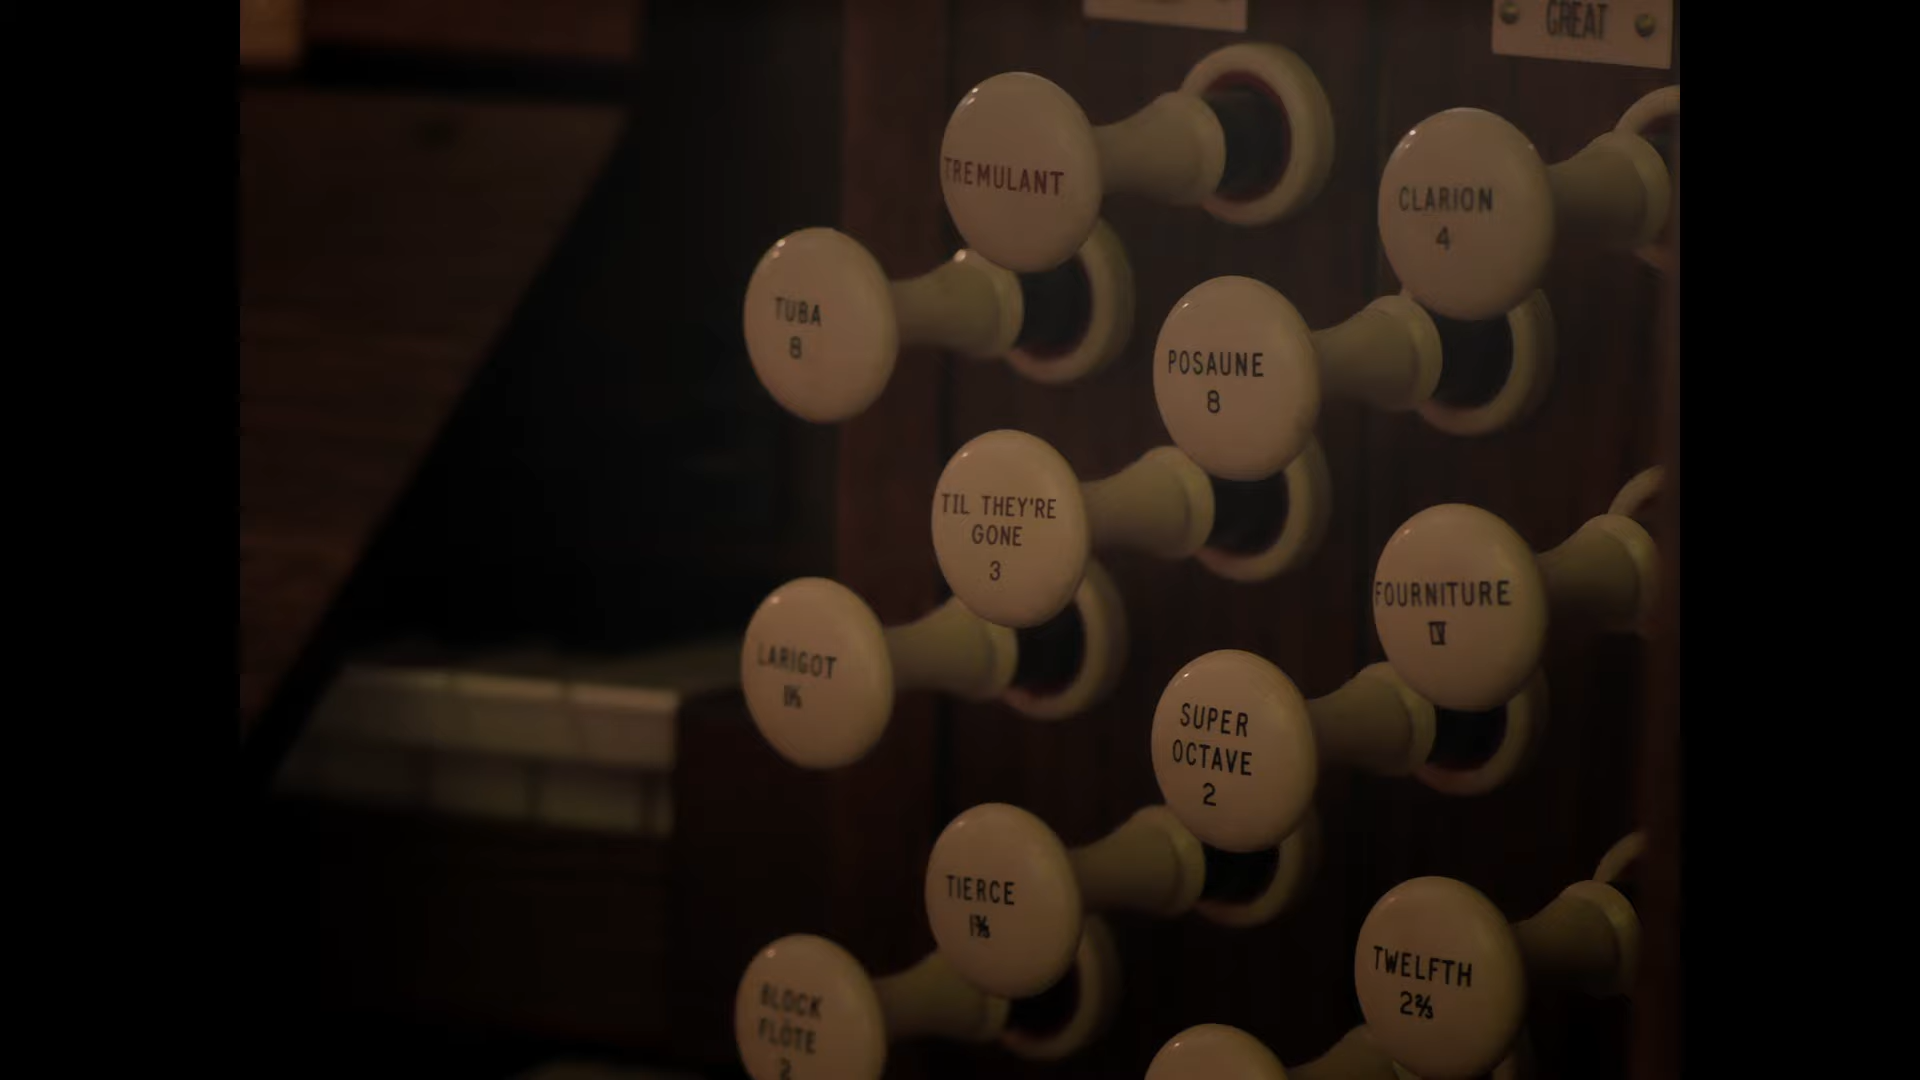 GREAT
TREMULANT
CLARION
4
TUBA
8
POSAUNE
8
TIL THEY'RE
GONE
3
FOURNITURE
IV
LARIGOT
1⅓
SUPER
OCTAVE
2
TIERCE
1⅗
TWELFTH
2⅔
BLOCK
FLÖTE
2